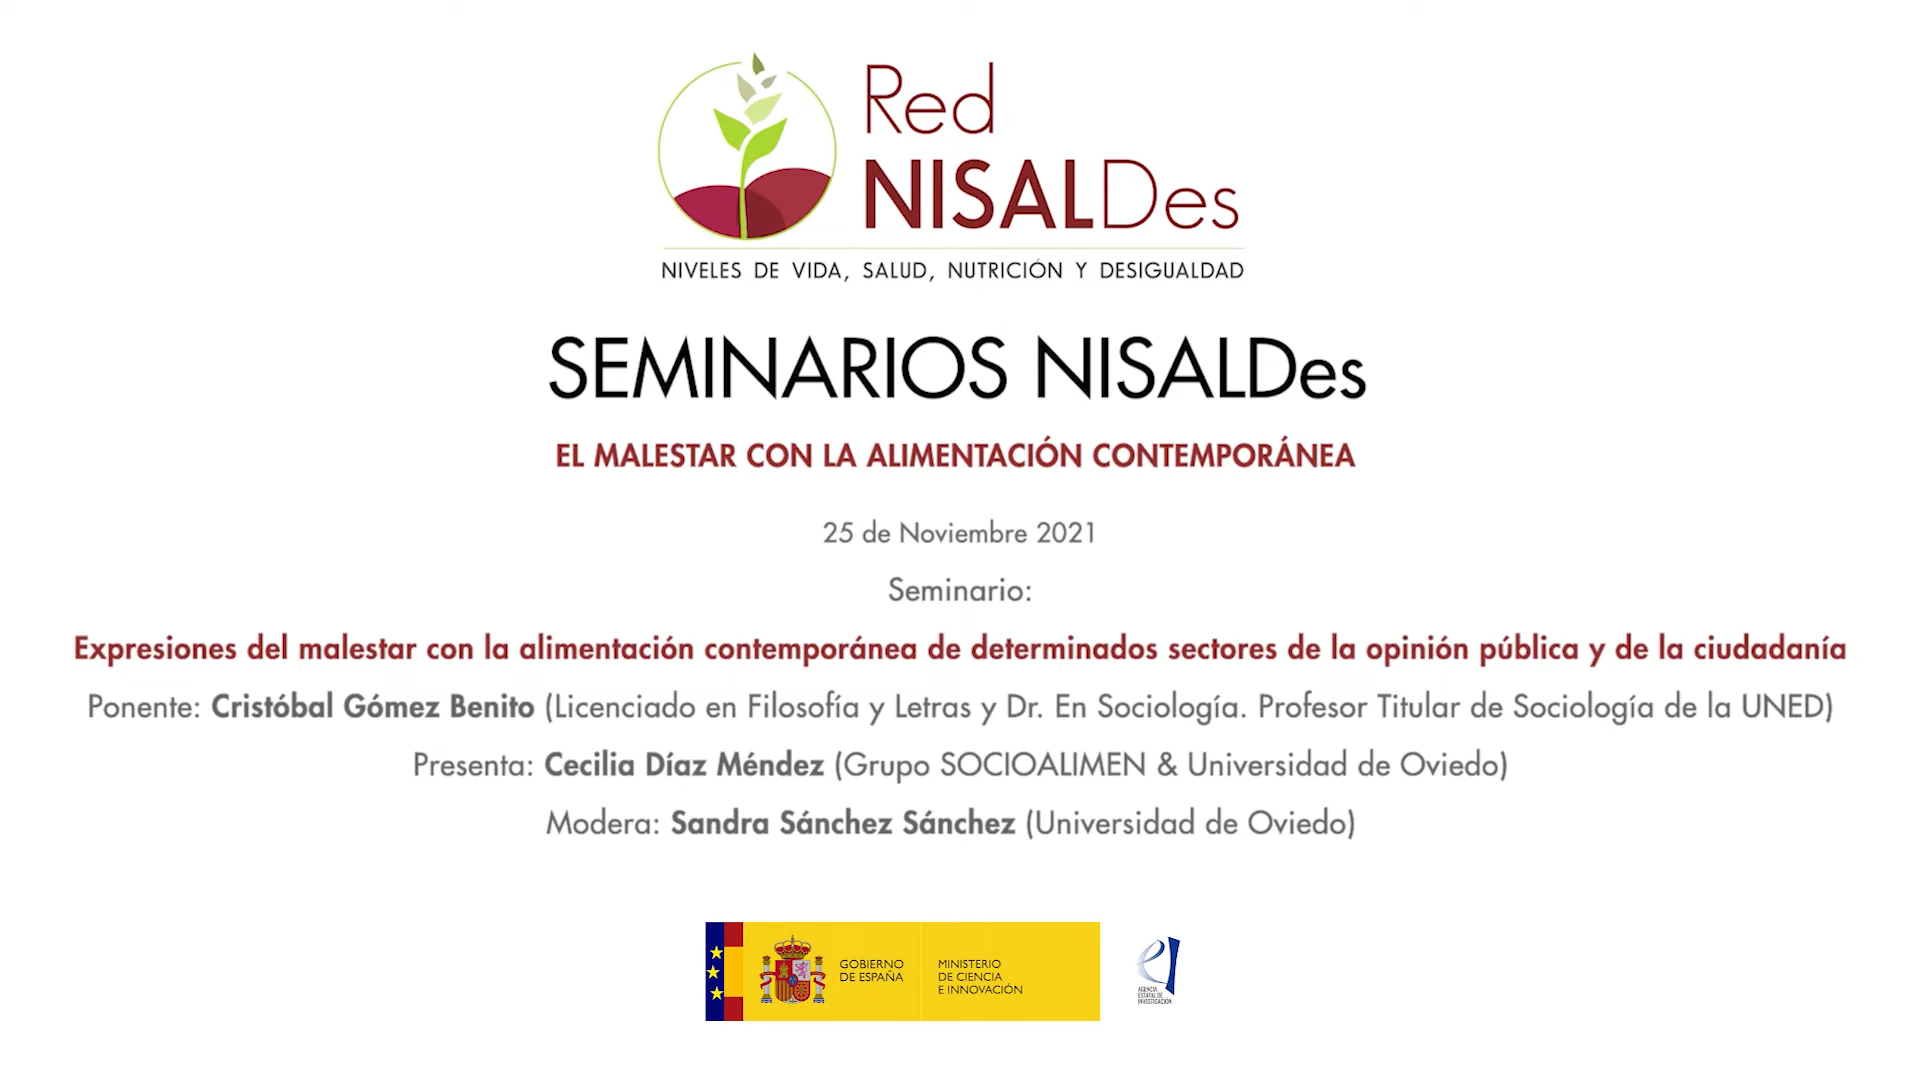 Red
NISALDes
NIVELES DE VIDA, SALUD, NUTRICIÓN Y DESIGUALDAD
SEMINARIOS NISALDes
EL MALESTAR CON LA ALIMENTACIÓN CONTEMPORÁNEA
25 de Noviembre 2021
Seminario:
Expresiones del malestar con la alimentación contemporánea de determinados sectores de la opinión pública y de la ciudadanía
Ponente: Cristóbal Gómez Benito (Licenciado en Filosofía y Letras y Dr. En Sociología. Profesor Titular de Sociología de la UNED)
Presenta: Cecilia Díaz Méndez (Grupo SOCIOALIMEN & Universidad de Oviedo)
Modera: Sandra Sánchez Sánchez (Universidad de Oviedo)
GOBIERNO
DE ESPAÑA
MINISTERIO
DE CIENCIA
E INNOVACIÓN
AGENCIA
ESTATAL DE
INVESTIGACIÓN